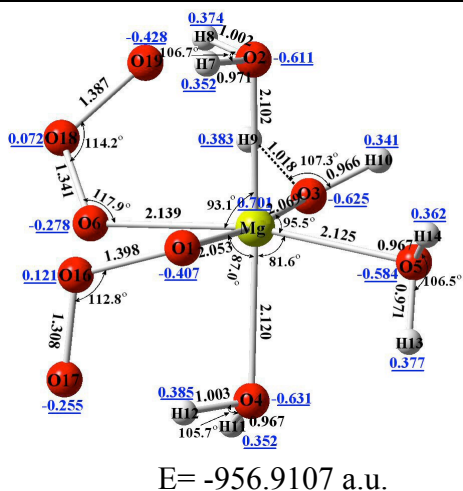 0.374
H8 1.002
-0.428
106.7°
O19 H7 O2 -0.611
0.352 0.971
1.387
2.102
0.072 O18 114.2°
0.383 H9
1.018 107.3° 0.341
0.966 H10
1.341
117.9° 93.1° 0.701 2.069 O3 -0.625
-0.278 O6 2.139 Mg 95.5° 0.362
1.398 O1 2.053 2.125 0.967 H14
0.121 O16 -0.407 87.0° 81.6° -0.584 O5
112.8° 0.971 106.5°
1.308
2.120 H13
0.377
O17
-0.255
0.385 1.003 O4 -0.631
H12 0.967
105.7° H11
0.352
E= -956.9107 a.u.